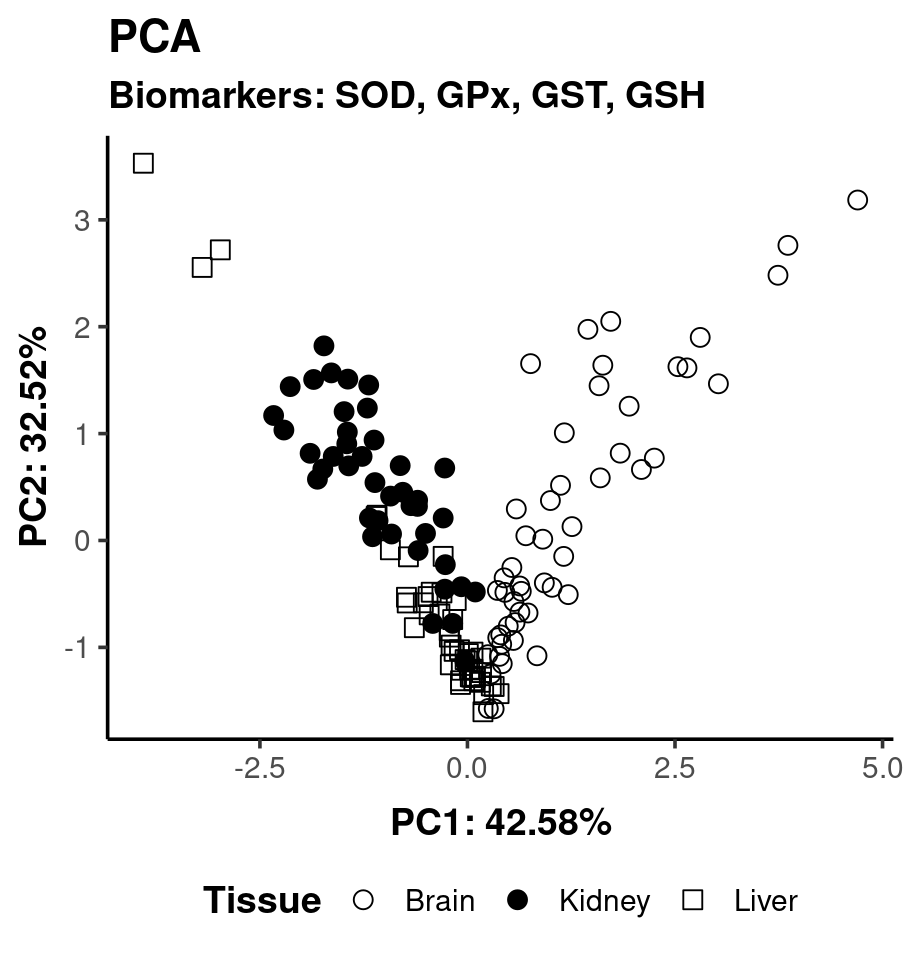 PCA
Biomarkers: SOD, GPx, GST, GSH
PC2: 32.52%
3
2
1
0
-1
-2.5 0.0 2.5 5.0
PC1: 42.58%
Tissue Brain Kidney Liver